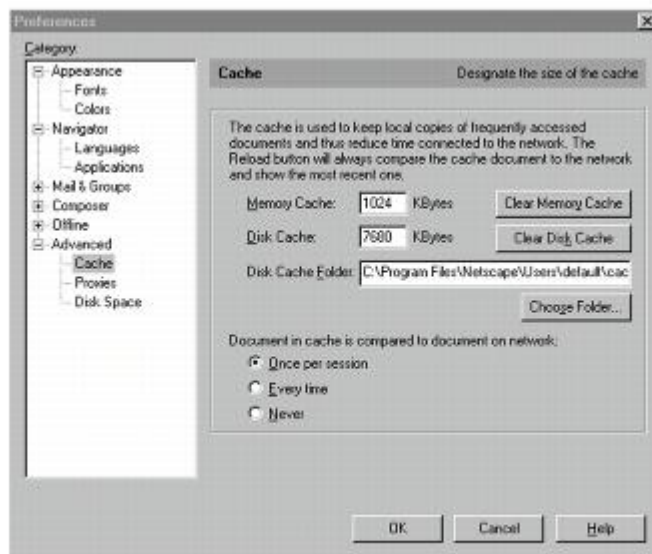 Preferences
Category:
Appearance
Fonts
Colors
Navigator
Languages
Applications
Mail & Groups
Composer
Offline
Advanced
Cache
Proxies
Disk Space
Cache Designate the size of the cache
The cache is used to keep local copies of frequently accessed
documents and thus reduce time connected to the network. The
Reload button will always compare the cache document to the network
and show the most recent one.
Memory Cache: 1024 KBytes Clear Memory Cache
Disk Cache: 7680 KBytes Clear Disk Cache
Disk Cache Folder: C:\Program Files\Netscape\Users\default\cac
Choose Folder...
Document in cache is compared to document on network:
Once per session
Every time
Never
OK Cancel Help